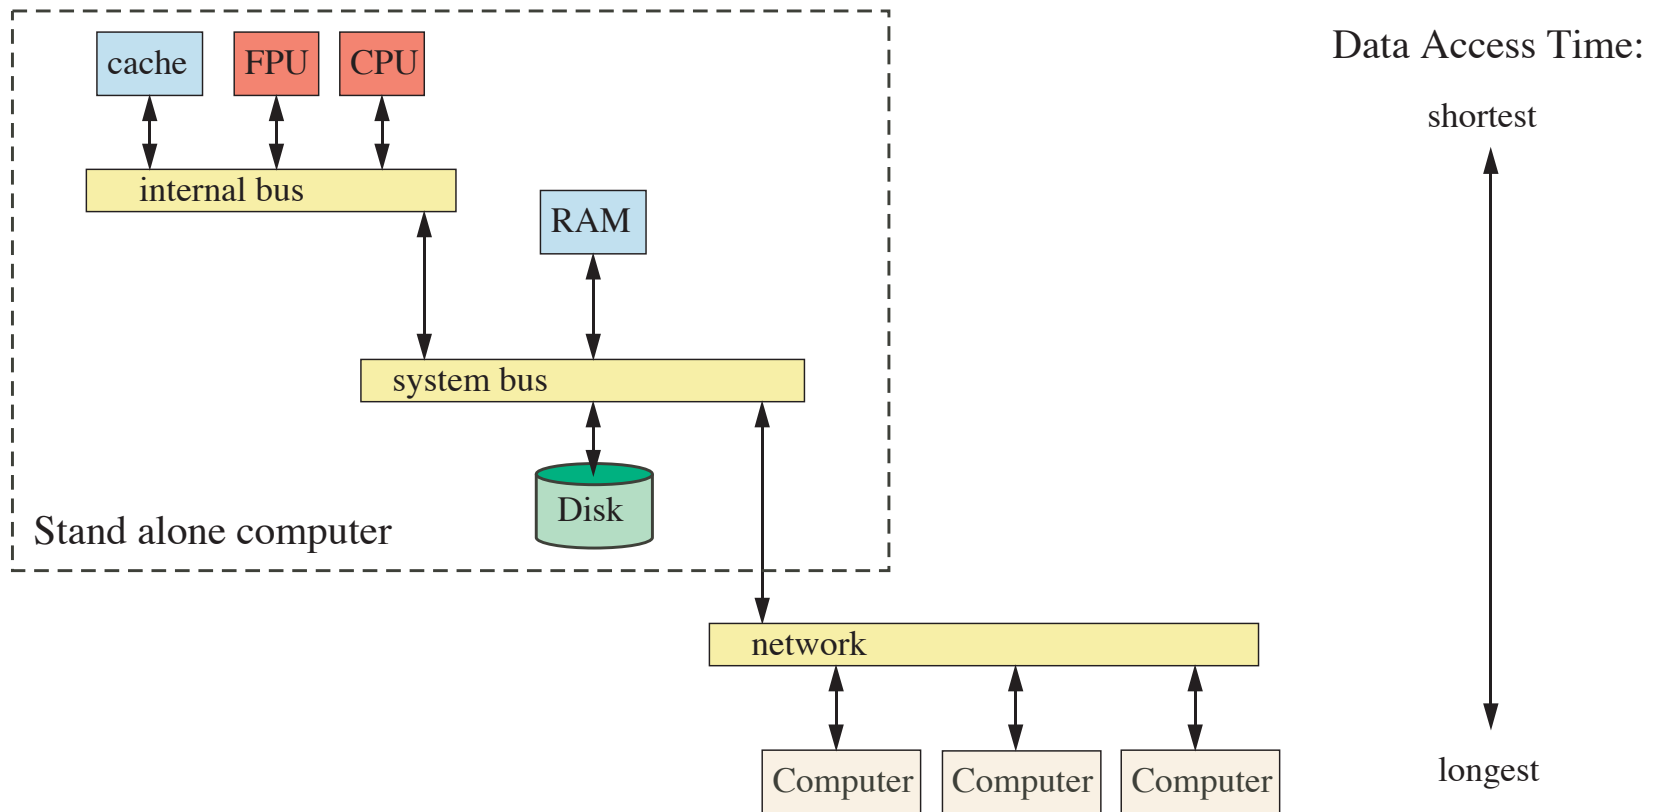 cache
FPU
CPU
Data Access Time:
shortest
internal bus
RAM
system bus
Disk
Stand alone computer
network
Computer
Computer
Computer
longest